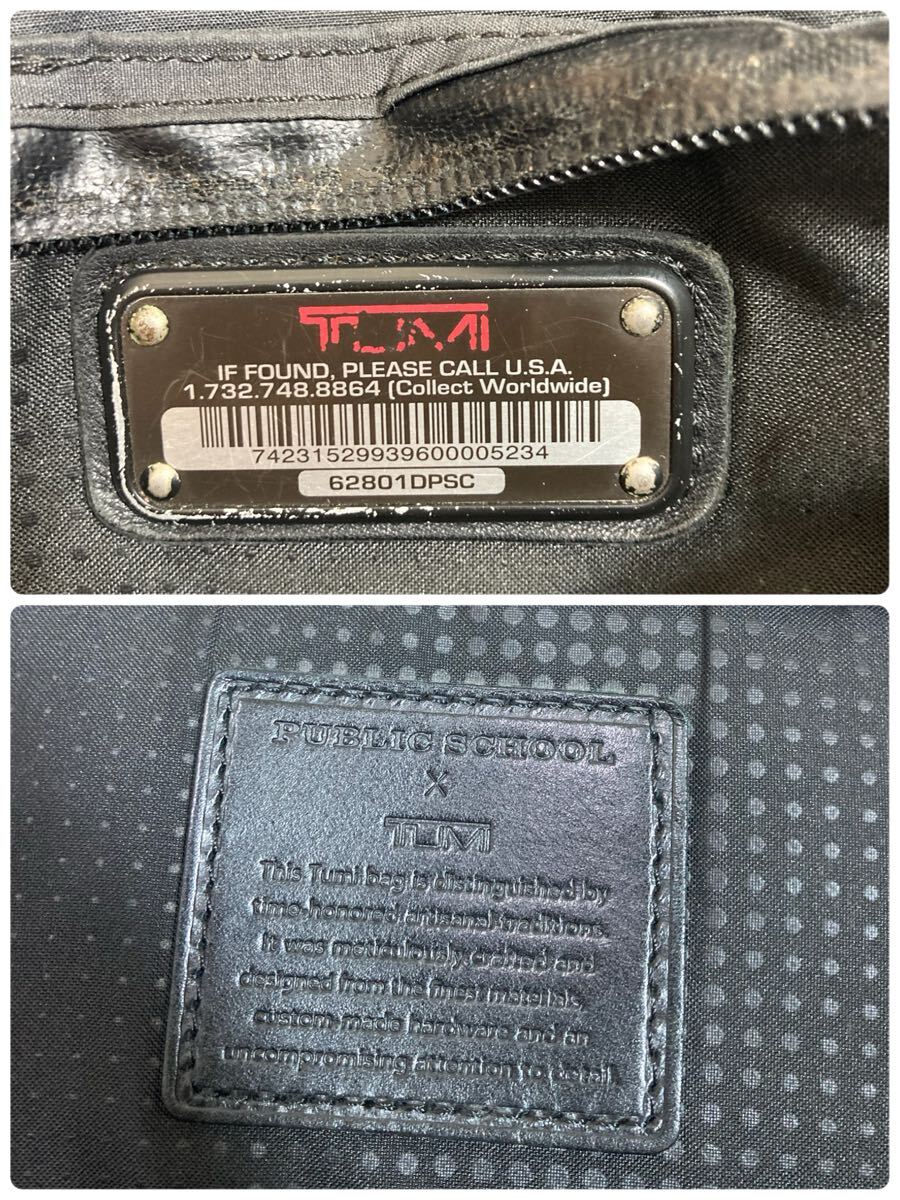 TUMI
IF FOUND, PLEASE CALL U.S.A.
1.732.748.8864 (Collect Worldwide)
74231529939600005234
62801DPSC
PUBLIC SCHOOL
X
TUMI
This Tumi bag is distinguished by
time-honored artisanal traditions.
It was meticulously crafted and
designed from the finest materials,
custom-made hardware and an
uncompromising attention to detail.